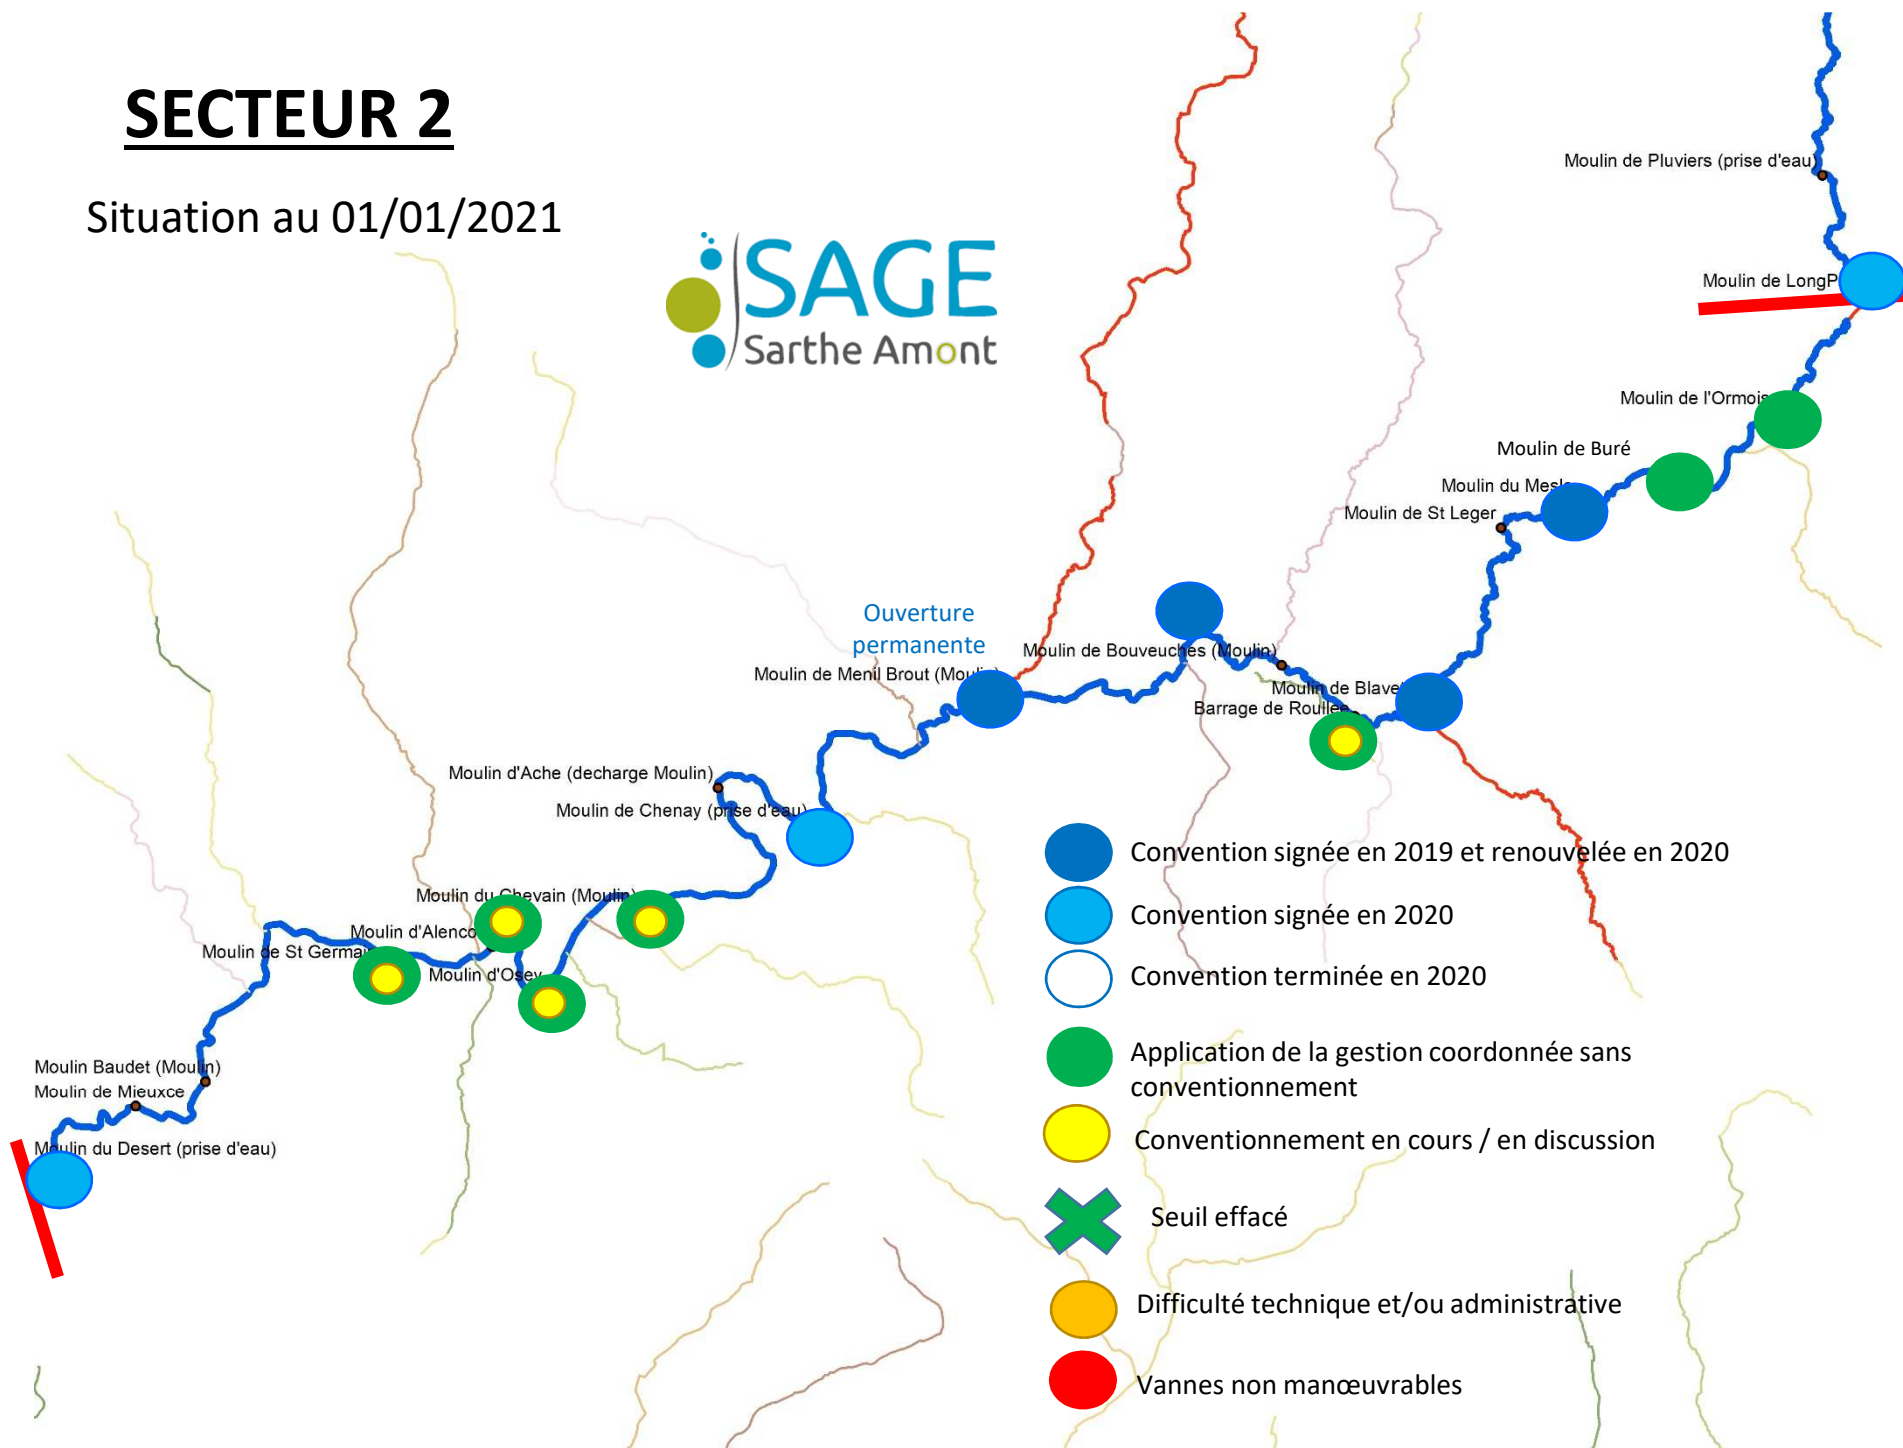 SECTEUR 2
Situation au 01/01/2021
SAGE
Sarthe Amont
Moulin de Pluviers (prise d'eau)
Moulin de LongP
Moulin de l'Ormois
Moulin de Buré
Moulin du Mesle
Moulin de St Leger
Ouverture
permanente
Moulin de Bouveuches (Moulin)
Moulin de Menil Brout (Moulin)
Moulin de Blave
Barrage de Roullée
Moulin d'Ache (decharge Moulin)
Moulin de Chenay (prise d'eau)
Moulin du Chevain (Moulin)
Moulin d'Alenco
Moulin de St Germai
Moulin d'Osey
Moulin Baudet (Moulin)
Moulin de Mieuxce
Moulin du Desert (prise d'eau)
Convention signée en 2019 et renouvelée en 2020
Convention signée en 2020
Convention terminée en 2020
Application de la gestion coordonnée sans
conventionnement
Conventionnement en cours / en discussion
Seuil effacé
Difficulté technique et/ou administrative
Vannes non manœuvrables